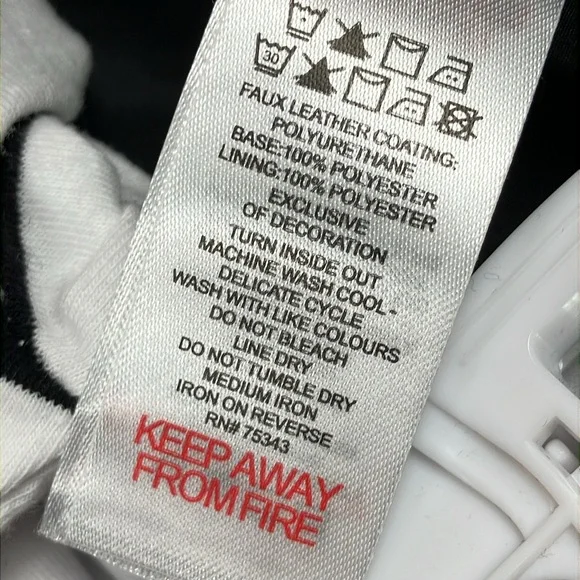 30
FAUX LEATHER COATING:
POLYURETHANE
BASE:100% POLYESTER
LINING:100% POLYESTER
EXCLUSIVE
OF DECORATION
TURN INSIDE OUT
MACHINE WASH COOL -
DELICATE CYCLE
WASH WITH LIKE COLOURS
DO NOT BLEACH
LINE DRY
DO NOT TUMBLE DRY
MEDIUM IRON
IRON ON REVERSE
RN# 75343
KEEP AWAY
FROM FIRE